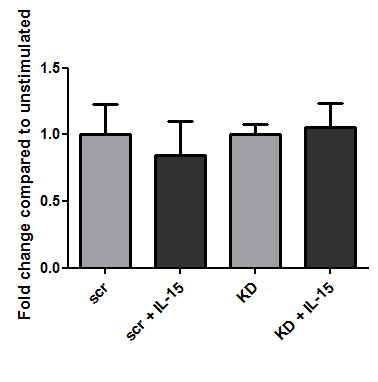 Fold change compared to unstimulated
1.5
1.0
0.5
0.0
scr
scr + IL-15
KD
KD + IL-15